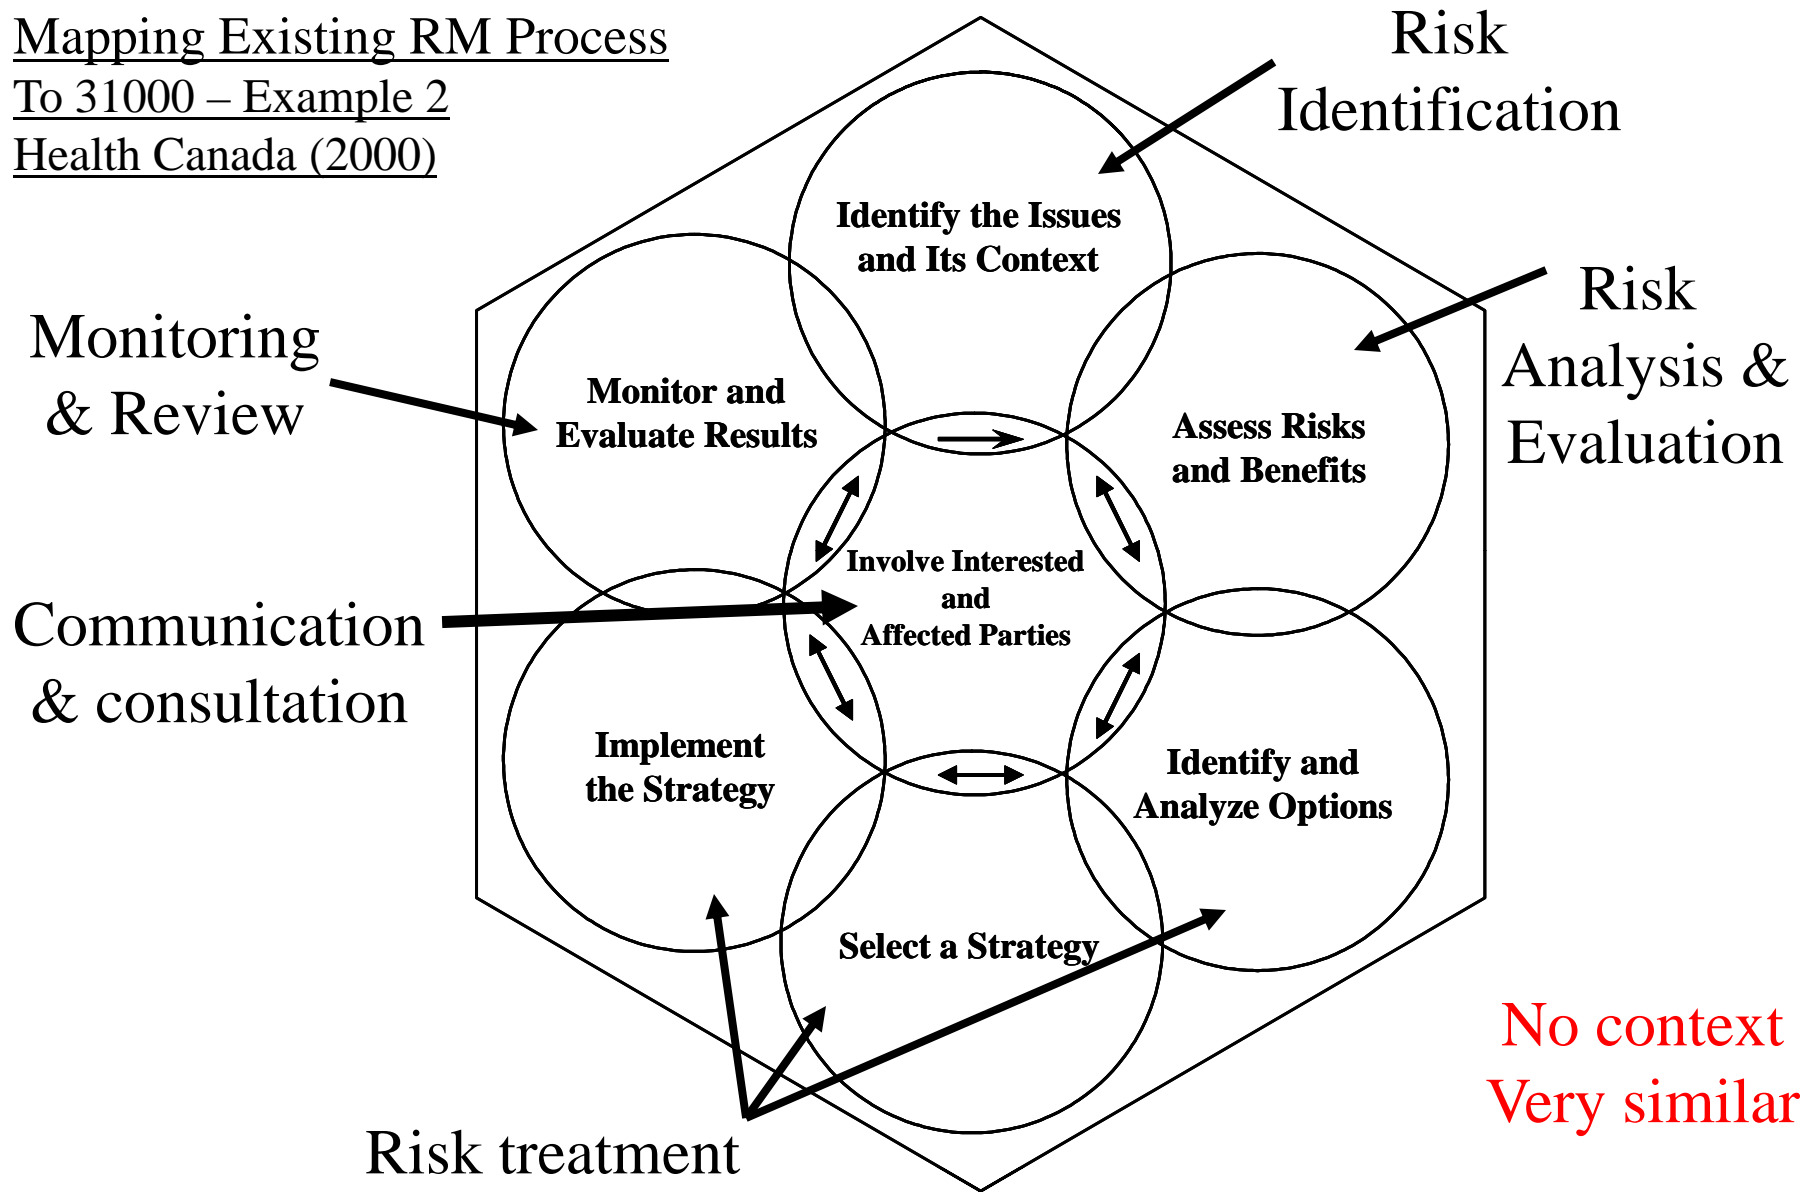 Mapping Existing RM Process
To 31000 – Example 2
Health Canada (2000)
Risk
Identification
Identify the Issues
and Its Context
Risk
Analysis &
Evaluation
Monitoring
& Review
Monitor and
Evaluate Results
Assess Risks
and Benefits
Involve Interested
and
Affected Parties
Communication
& consultation
Implement
the Strategy
Identify and
Analyze Options
Select a Strategy
No context
Very similar
Risk treatment